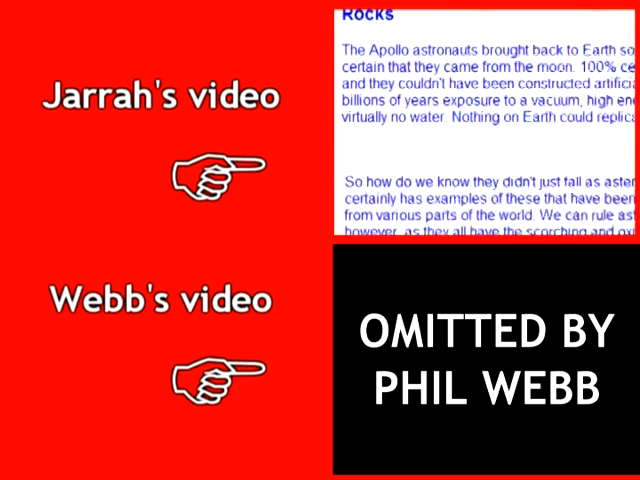 Jarrah's video
ROCKS
The Apollo astronauts brought back to Earth so
certain that they came from the moon. 100% ce
and they couldn't have been constructed artificia
billions of years exposure to a vacuum, high ene
virtually no water. Nothing on Earth could replica
So how do we know they didn't just fall as aster
certainly has examples of these that have been
from various parts of the world. We can rule ast
however, as they all have the scorching and oxi
Webb's video
OMITTED BY
PHIL WEBB